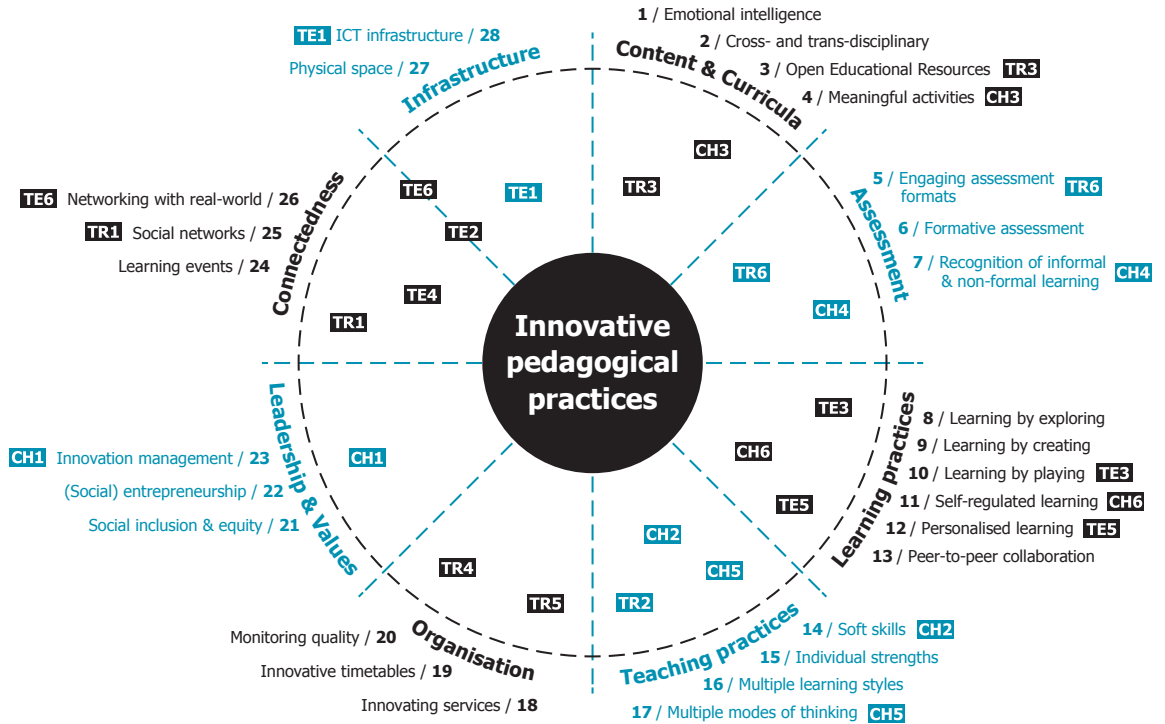 Innovative
pedagogical
practices
Content & Curricula
1 / Emotional intelligence
2 / Cross- and trans-disciplinary
3 / Open Educational Resources TR3
4 / Meaningful activities CH3
CH3
TR3
Assessment
5 / Engaging assessment
formats TR6
6 / Formative assessment
7 / Recognition of informal
& non-formal learning CH4
TR6
CH4
Learning practices
8 / Learning by exploring
9 / Learning by creating
10 / Learning by playing TE3
11 / Self-regulated learning CH6
12 / Personalised learning TE5
13 / Peer-to-peer collaboration
TE3
CH6
TE5
Teaching practices
14 / Soft skills CH2
15 / Individual strengths
16 / Multiple learning styles
17 / Multiple modes of thinking CH5
CH2
CH5
TR2
Organisation
Monitoring quality / 20
Innovative timetables / 19
Innovating services / 18
TR4
TR5
Leadership & Values
CH1 Innovation management / 23
(Social) entrepreneurship / 22
Social inclusion & equity / 21
CH1
Connectedness
TE6 Networking with real-world / 26
TR1 Social networks / 25
Learning events / 24
TE6
TE2
TE4
TR1
Infrastructure
TE1 ICT infrastructure / 28
Physical space / 27
TE1